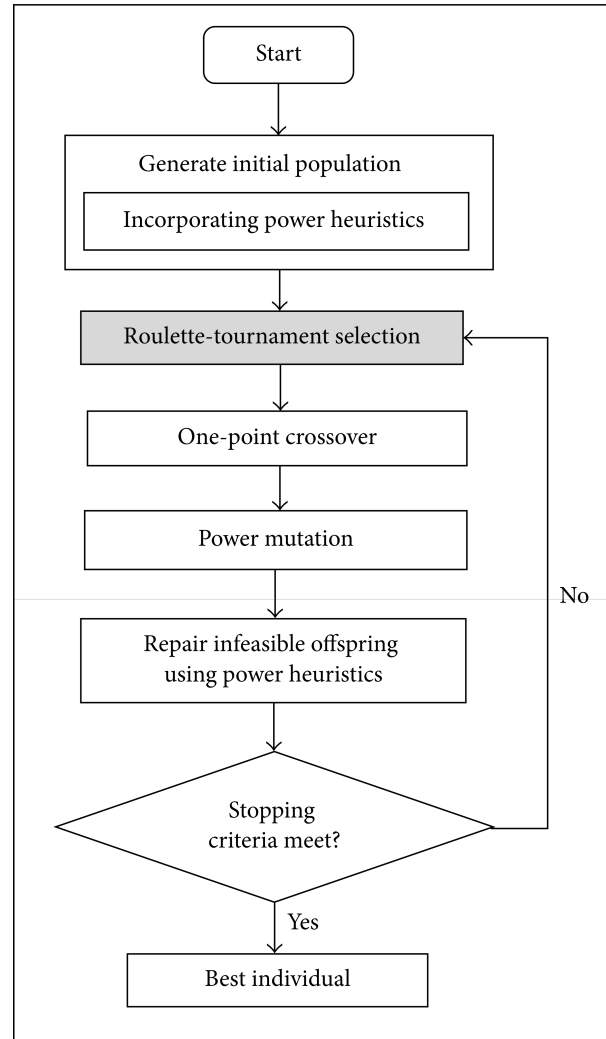 Start
Generate initial population
Incorporating power heuristics
Roulette-tournament selection
One-point crossover
Power mutation
No
Repair infeasible offspring
using power heuristics
Stopping
criteria meet?
Yes
Best individual